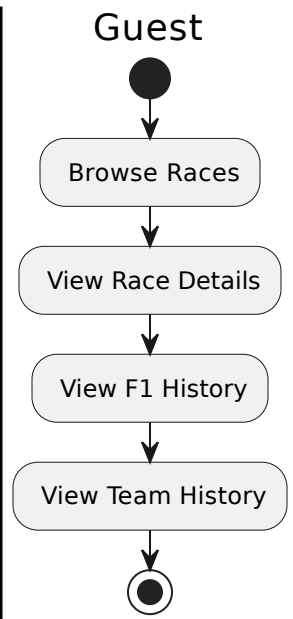 Guest
Browse Races
View Race Details
View F1 History
View Team History